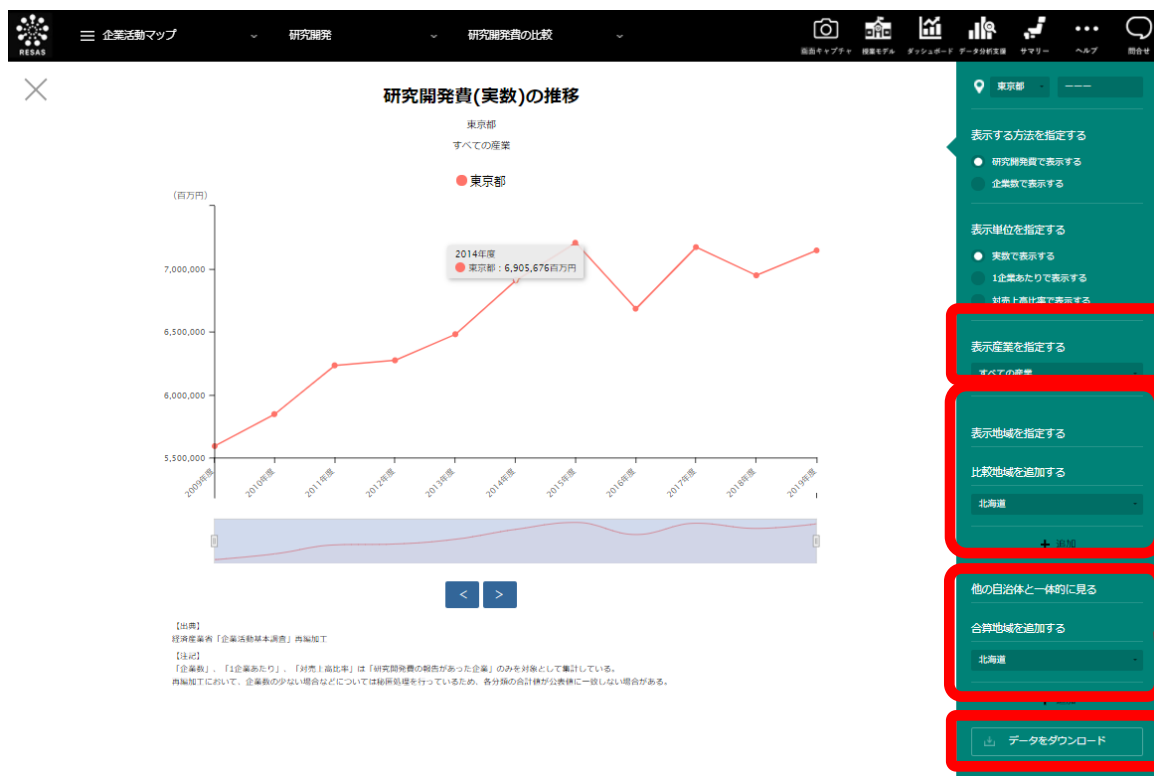 RESAS
企業活動マップ
研究開発
研究開発費の比較
画面キャプチャ
授業モデル
ダッシュボード
データ分析支援
サマリー
ヘルプ
問合せ
研究開発費(実数)の推移
東京都
すべての産業
東京都
(百万円)
7,000,000
6,500,000
6,000,000
5,500,000
2014年度
東京都：6,905,676百万円
2009年度
2010年度
2011年度
2012年度
2013年度
2014年度
2015年度
2016年度
2017年度
2018年度
2019年度
<
>
【出典】
経済産業省「企業活動基本調査」再編加工
【注記】
「企業数」、「1企業あたり」、「対売上高比率」は「研究開発費の報告があった企業」のみを対象として集計している。
再編加工において、企業数の少ない場合などについては秘匿処理を行っているため、各分類の合計値が公表値に一致しない場合がある。
東京都
ーーー
表示する方法を指定する
研究開発費で表示する
企業数で表示する
表示単位を指定する
実数で表示する
1企業あたりで表示する
対売上高比率で表示する
表示産業を指定する
すべての産業
表示地域を指定する
比較地域を追加する
北海道
+ 追加
他の自治体と一体的に見る
合算地域を追加する
北海道
データをダウンロード